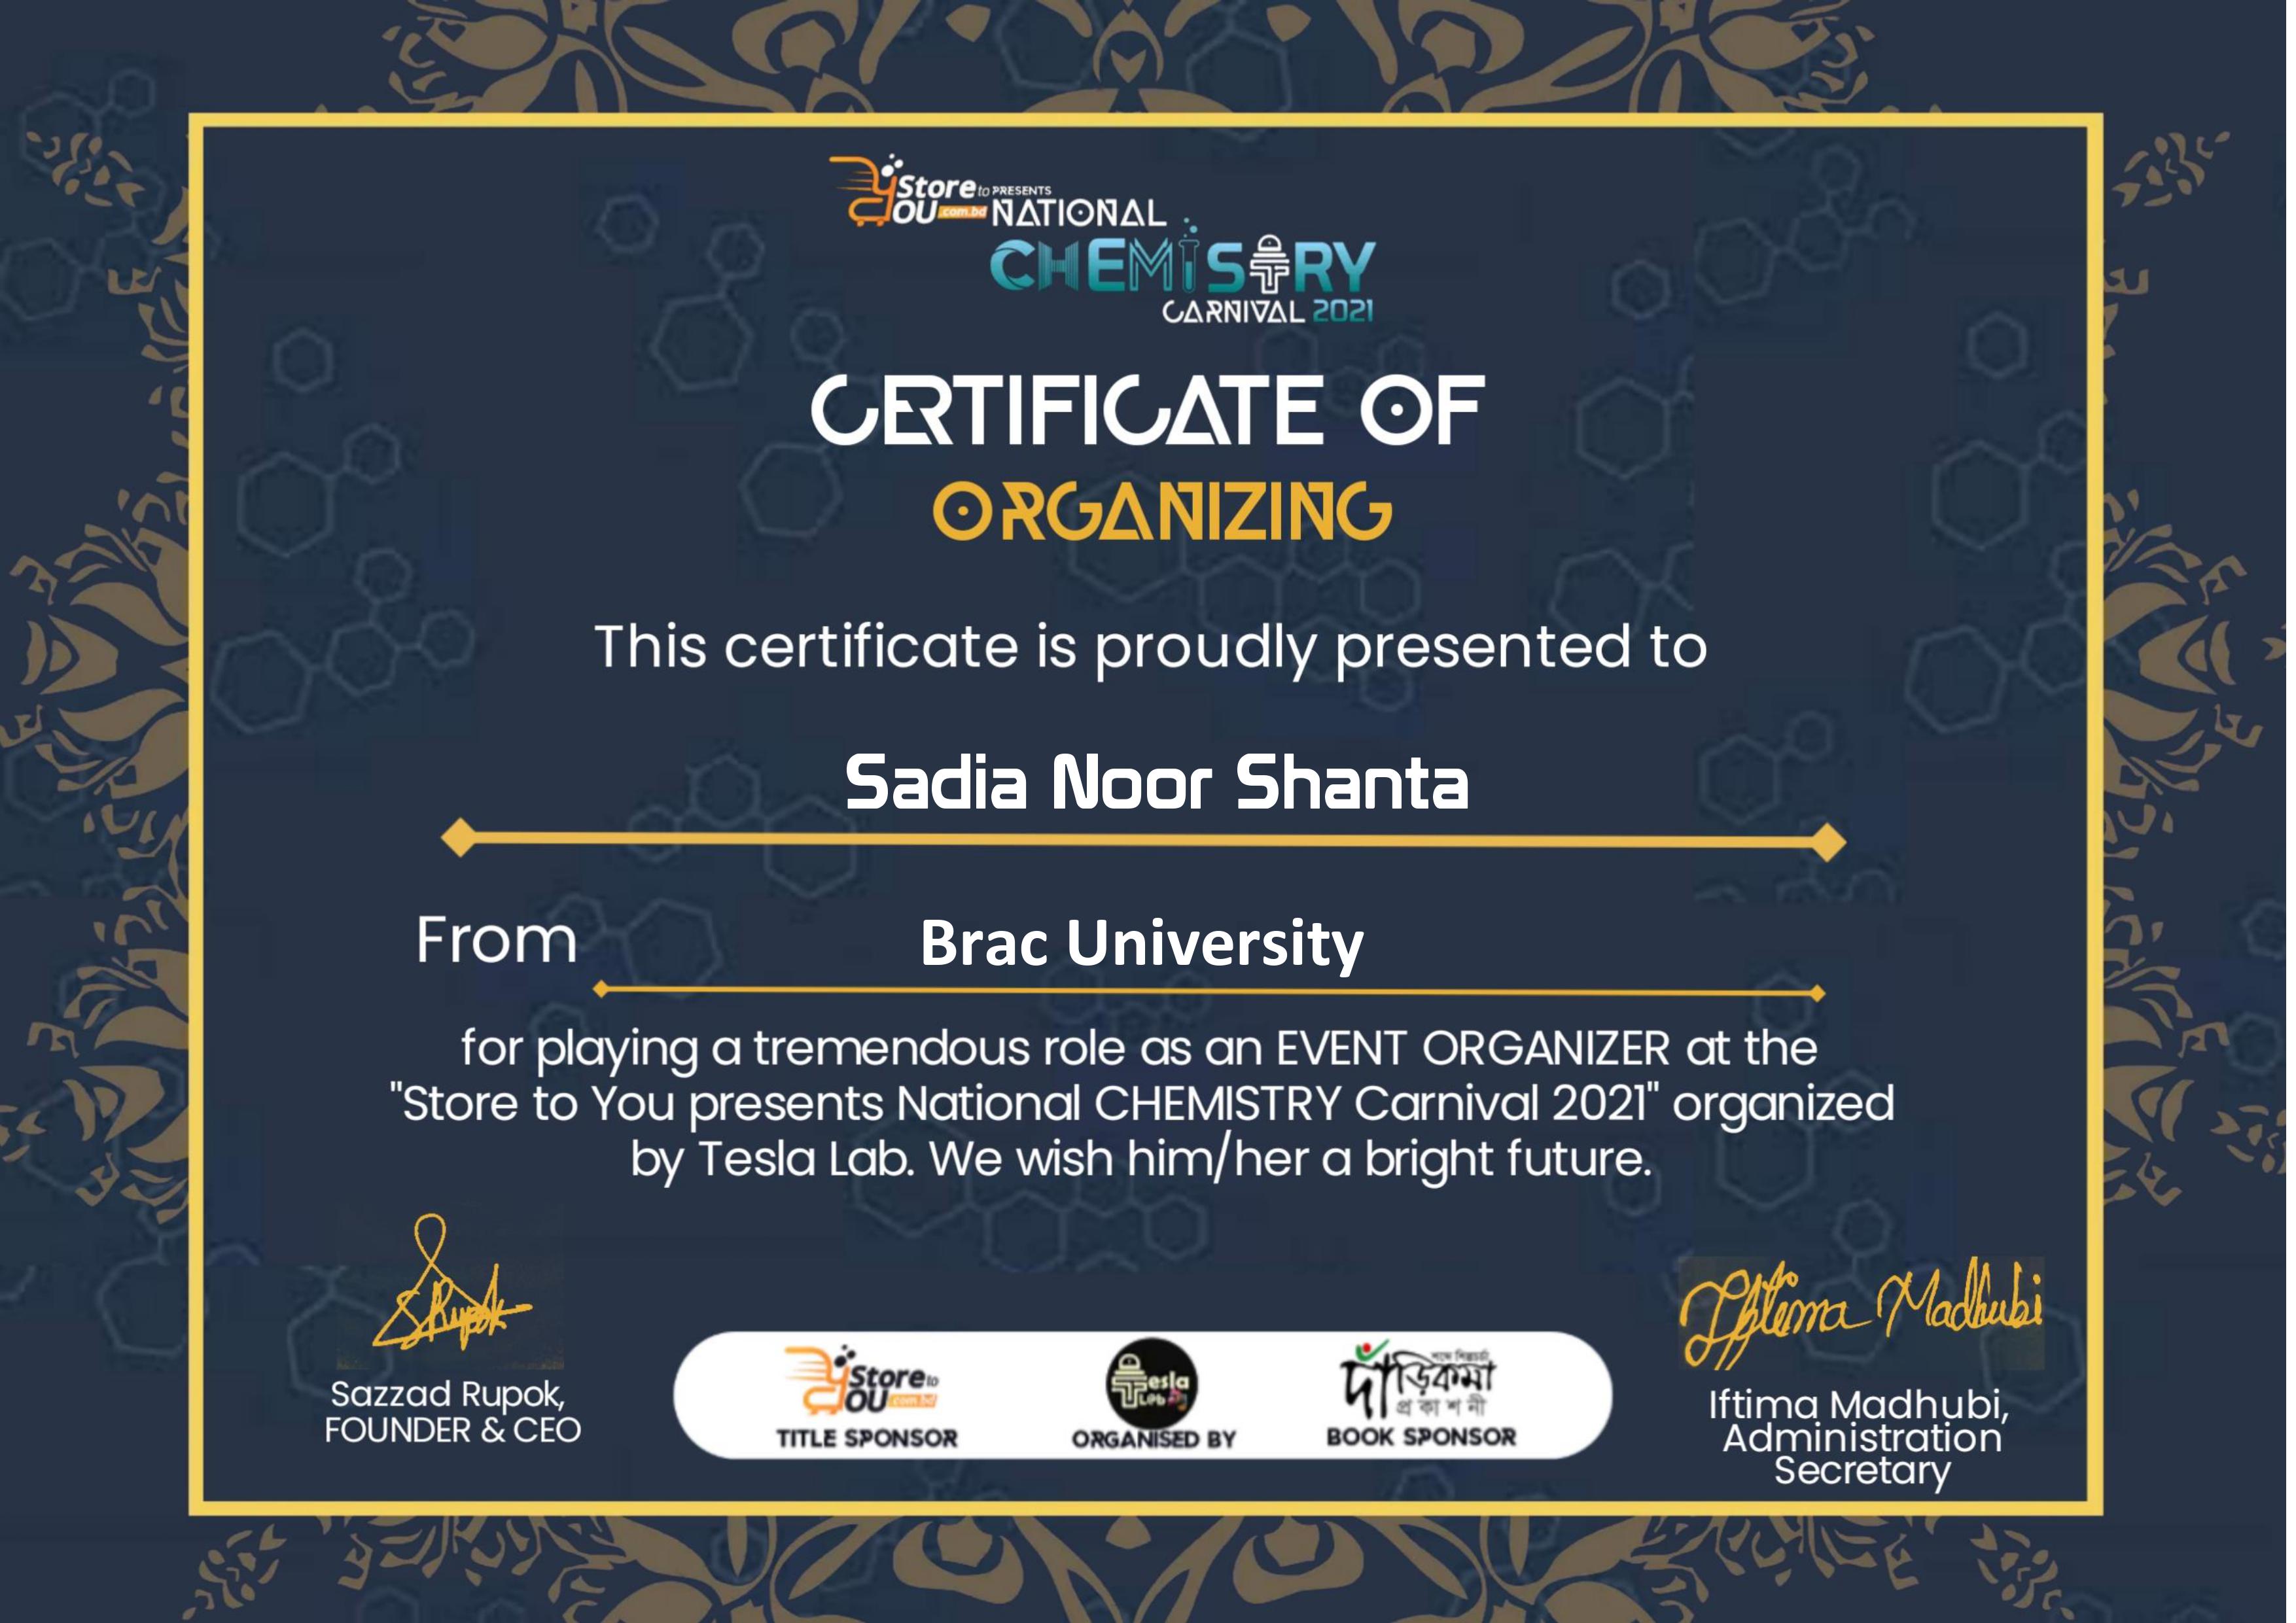 Store to PRESENTS
YOU .com.bd NATIONAL
CHEMISTRY
CARNIVAL 2021
CERTIFICATE OF
ORGANIZING
This certificate is proudly presented to
Sadia Noor Shanta
From Brac University
for playing a tremendous role as an EVENT ORGANIZER at the
"Store to You presents National CHEMISTRY Carnival 2021" organized
by Tesla Lab. We wish him/her a bright future.
SRupok
Iftima Madhubi
Sazzad Rupok,
FOUNDER & CEO
Store to
YOU .com.bd
TITLE SPONSOR
Tesla
Lab
ORGANISED BY
দাঁড়িকমা
প্রকাশনী
BOOK SPONSOR
Iftima Madhubi,
Administration
Secretary